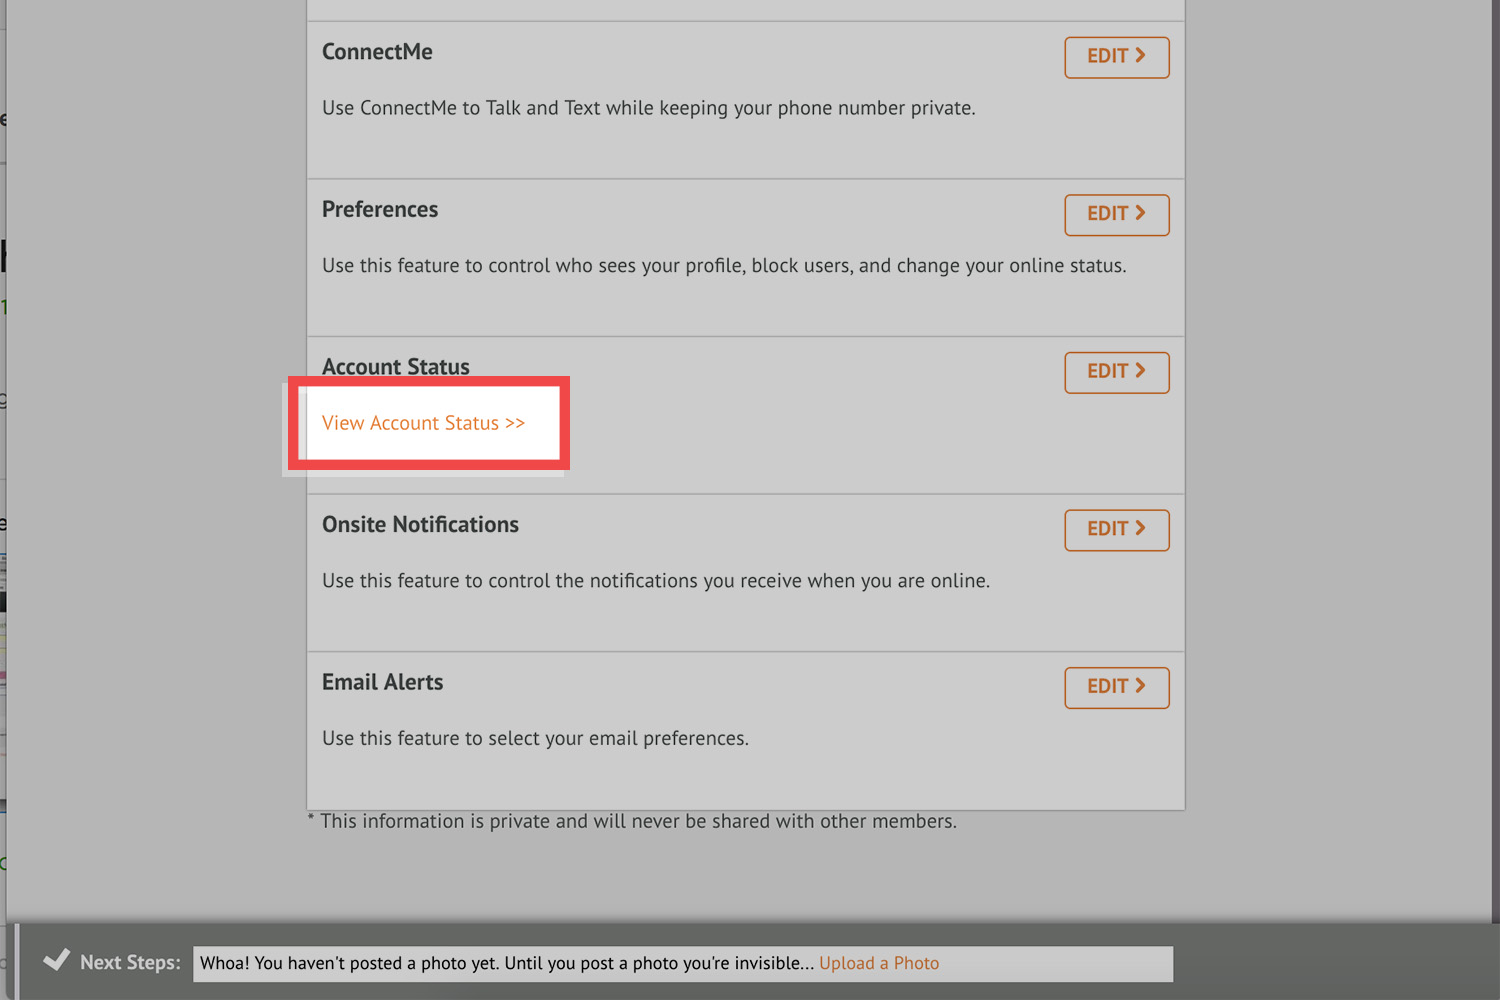 ConnectMe
EDIT >
Use ConnectMe to Talk and Text while keeping your phone number private.
Preferences
EDIT >
Use this feature to control who sees your profile, block users, and change your online status.
Account Status
EDIT >
View Account Status >>
Onsite Notifications
EDIT >
Use this feature to control the notifications you receive when you are online.
Email Alerts
EDIT >
Use this feature to select your email preferences.
* This information is private and will never be shared with other members.
Next Steps: Whoa! You haven't posted a photo yet. Until you post a photo you're invisible... Upload a Photo